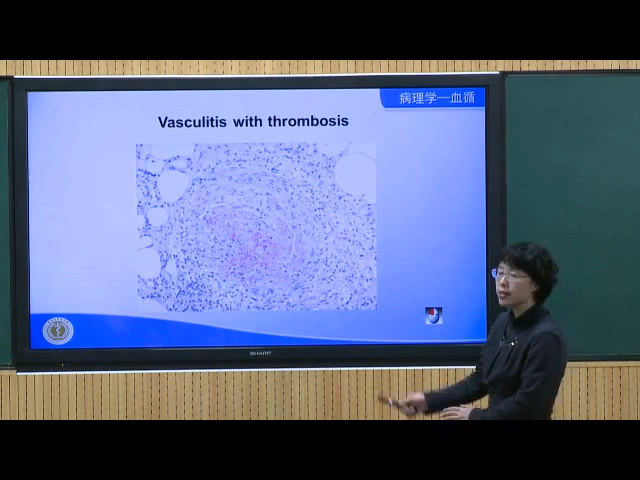 病理学—血循
Vasculitis with thrombosis
SHARP